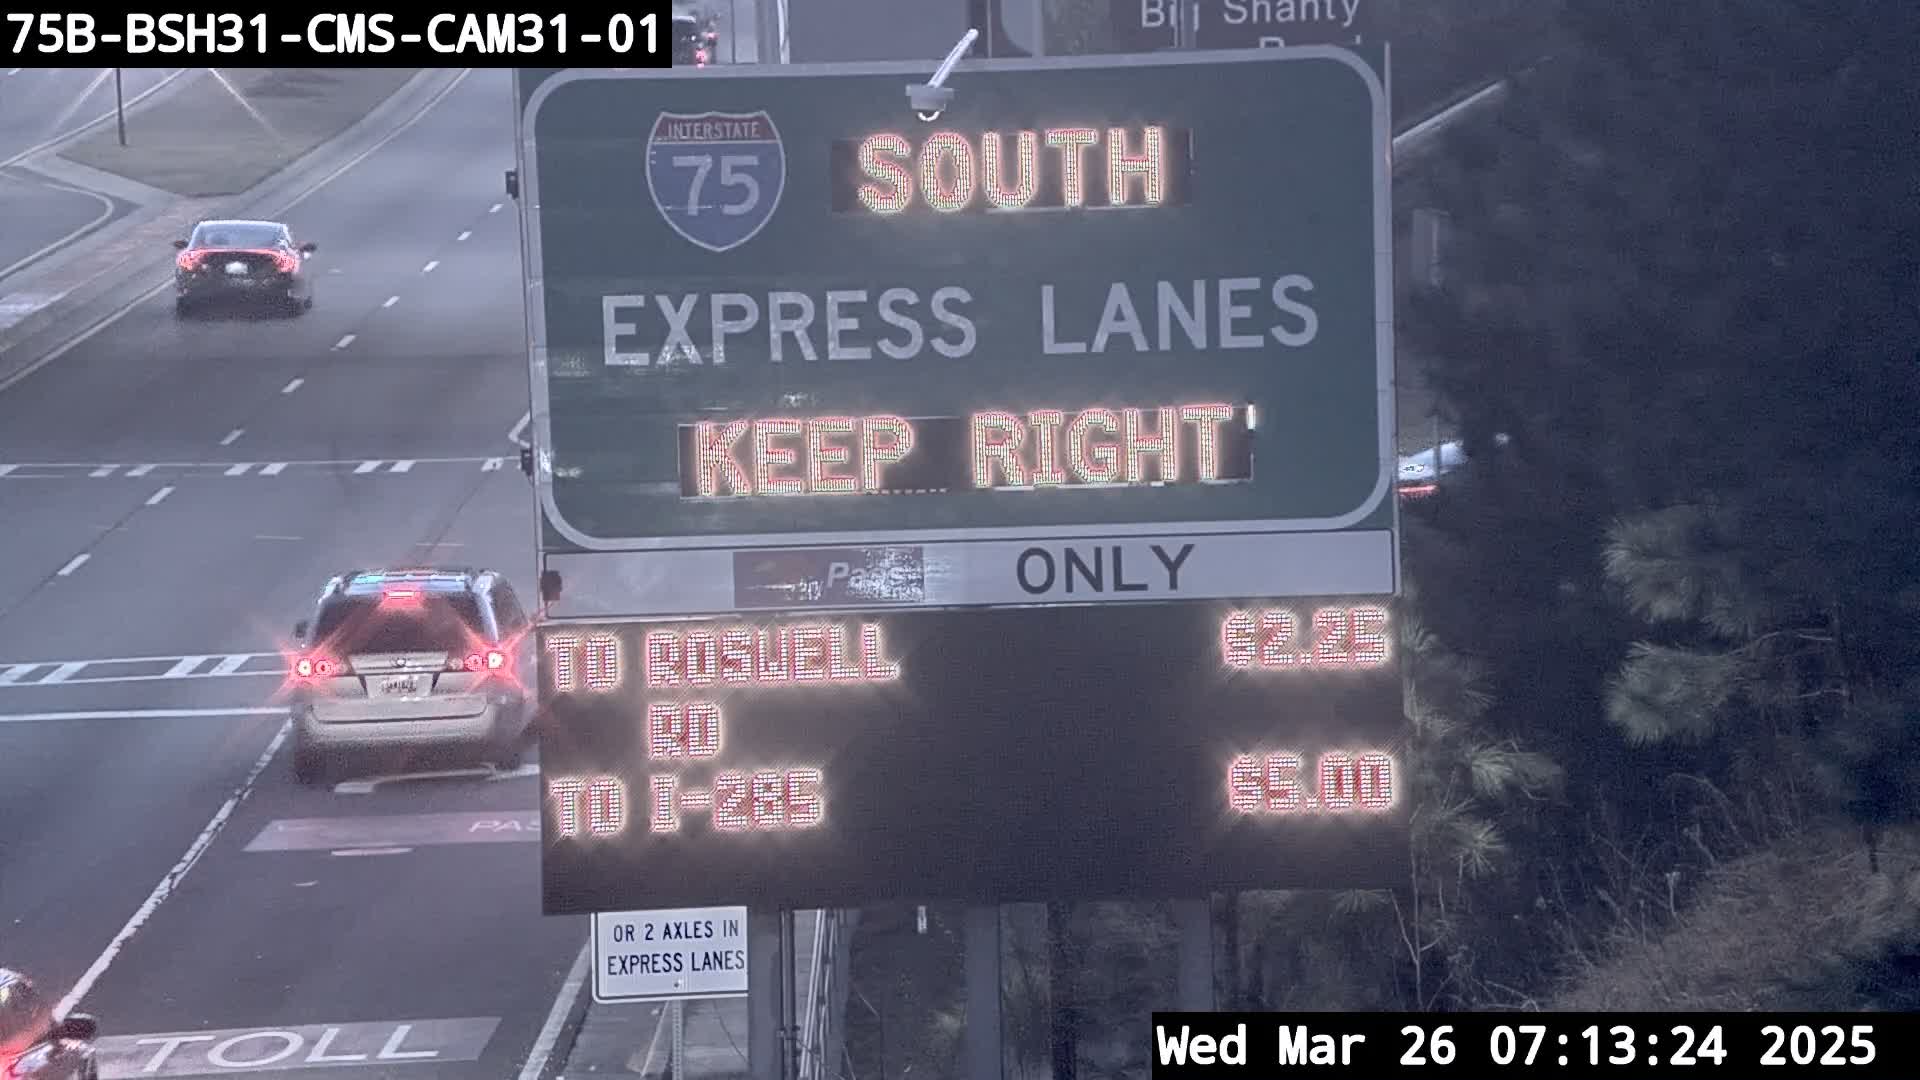 75B-BSH31-CMS-CAM31-01
Big Shanty
INTERSTATE
75
SOUTH
EXPRESS LANES
KEEP RIGHT
ONLY
TO ROSWELL $2.25
RD
TO I-285 $5.00
OR 2 AXLES IN
EXPRESS LANES
TOLL
Wed Mar 26 07:13:24 2025